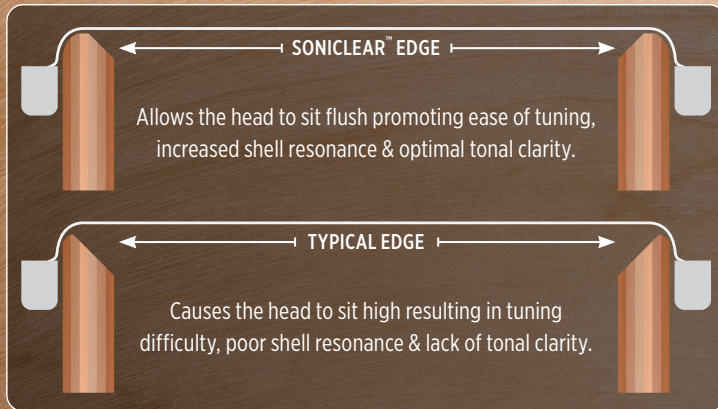 SONICLEAR™ EDGE
Allows the head to sit flush promoting ease of tuning,
increased shell resonance & optimal tonal clarity.
TYPICAL EDGE
Causes the head to sit high resulting in tuning
difficulty, poor shell resonance & lack of tonal clarity.